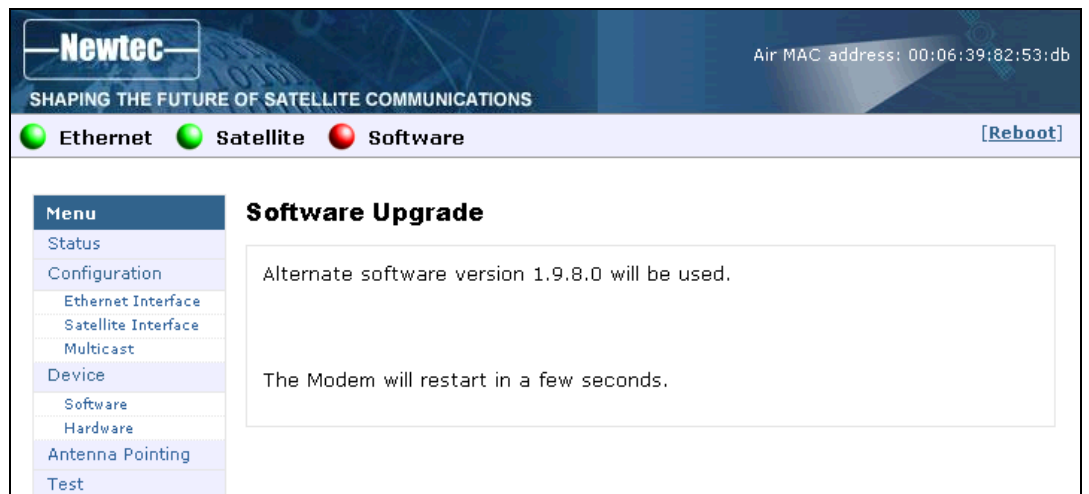 Newtec
Air MAC address: 00:06:39:82:53:db
SHAPING THE FUTURE OF SATELLITE COMMUNICATIONS
Ethernet Satellite Software [Reboot]
Menu
Status
Configuration
Ethernet Interface
Satellite Interface
Multicast
Device
Software
Hardware
Antenna Pointing
Test
Software Upgrade
Alternate software version 1.9.8.0 will be used.
The Modem will restart in a few seconds.